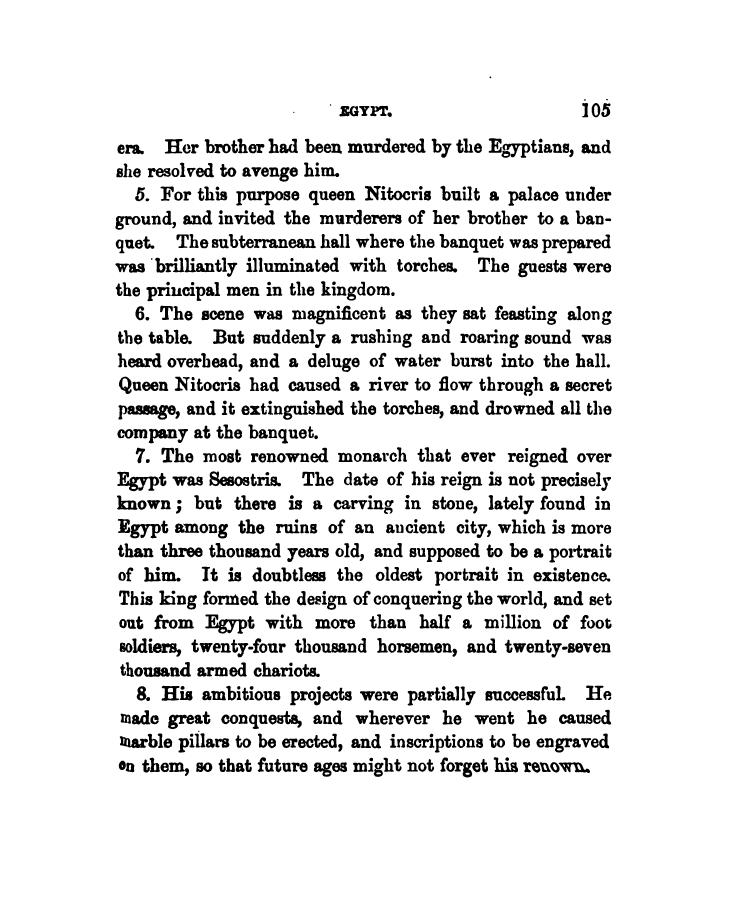 EGYPT. 105
era. Her brother had been murdered by the Egyptians, and
she resolved to avenge him.
5. For this purpose queen Nitocris built a palace under
ground, and invited the murderers of her brother to a ban-
quet. The subterranean hall where the banquet was prepared
was brilliantly illuminated with torches. The guests were
the principal men in the kingdom.
6. The scene was magnificent as they sat feasting along
the table. But suddenly a rushing and roaring sound was
heard overhead, and a deluge of water burst into the hall.
Queen Nitocris had caused a river to flow through a secret
passage, and it extinguished the torches, and drowned all the
company at the banquet.
7. The most renowned monarch that ever reigned over
Egypt was Sesostris. The date of his reign is not precisely
known; but there is a carving in stone, lately found in
Egypt among the ruins of an ancient city, which is more
than three thousand years old, and supposed to be a portrait
of him. It is doubtless the oldest portrait in existence.
This king formed the design of conquering the world, and set
out from Egypt with more than half a million of foot
soldiers, twenty-four thousand horsemen, and twenty-seven
thousand armed chariots.
8. His ambitious projects were partially successful. He
made great conquests, and wherever he went he caused
marble pillars to be erected, and inscriptions to be engraved
on them, so that future ages might not forget his renown.